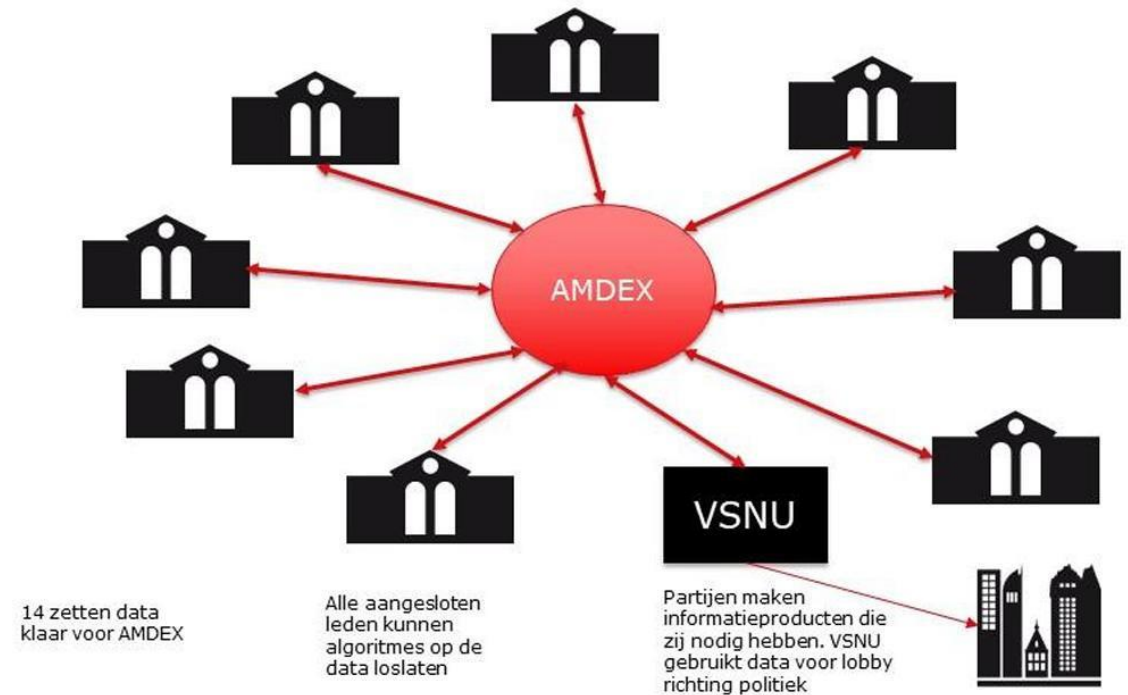 AMDEX
VSNU
14 zetten data
klaar voor AMDEX
Alle aangesloten
leden kunnen
algoritmes op de
data loslaten
Partijen maken
informatieproducten die
zij nodig hebben. VSNU
gebruikt data voor lobby
richting politiek